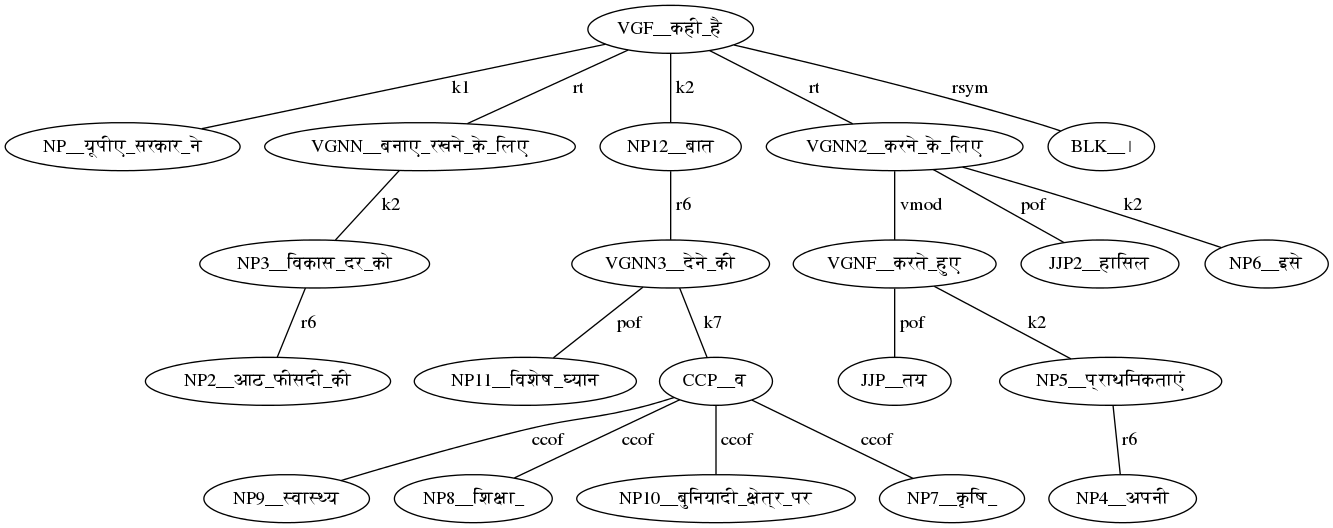 VGF__कही_है
k1 rt k2 rt rsym
NP__यूपीए_सरकार_ने VGNN__बनाए_रखने_के_लिए NP12__बात VGNN2__करने_के_लिए BLK__।
k2 r6 vmod pof k2
NP3__विकास_दर_को VGNN3__देने_की VGNF__करते_हुए JJP2__हासिल NP6__इसे
r6 pof k7 pof k2
NP2__आठ_फीसदी_की NP11__विशेष_ध्यान CCP__व JJP__तय NP5__प्राथमिकताएं
ccof ccof ccof ccof r6
NP9__स्वास्थ्य NP8__शिक्षा_ NP10__बुनियादी_क्षेत्र_पर NP7__कृषि_ NP4__अपनी